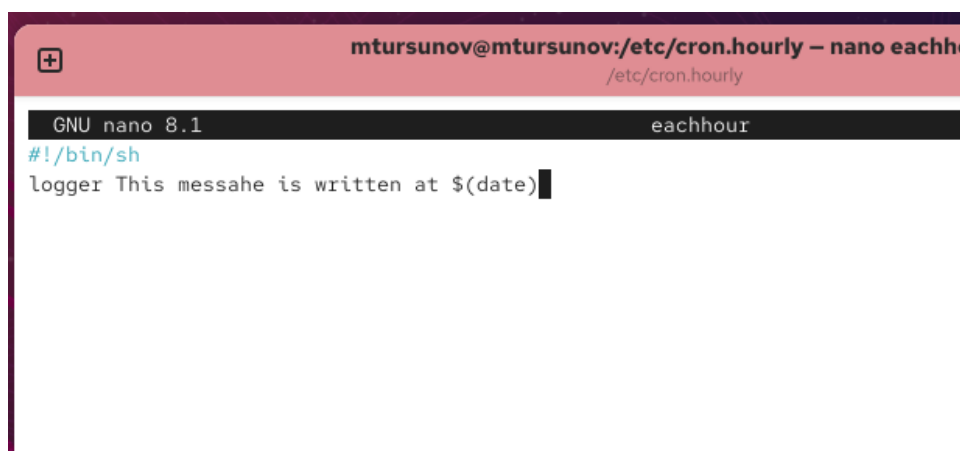 mtursunov@mtursunov:/etc/cron.hourly — nano eachh
/etc/cron.hourly
GNU nano 8.1 eachhour
#!/bin/sh
logger This messahe is written at $(date)